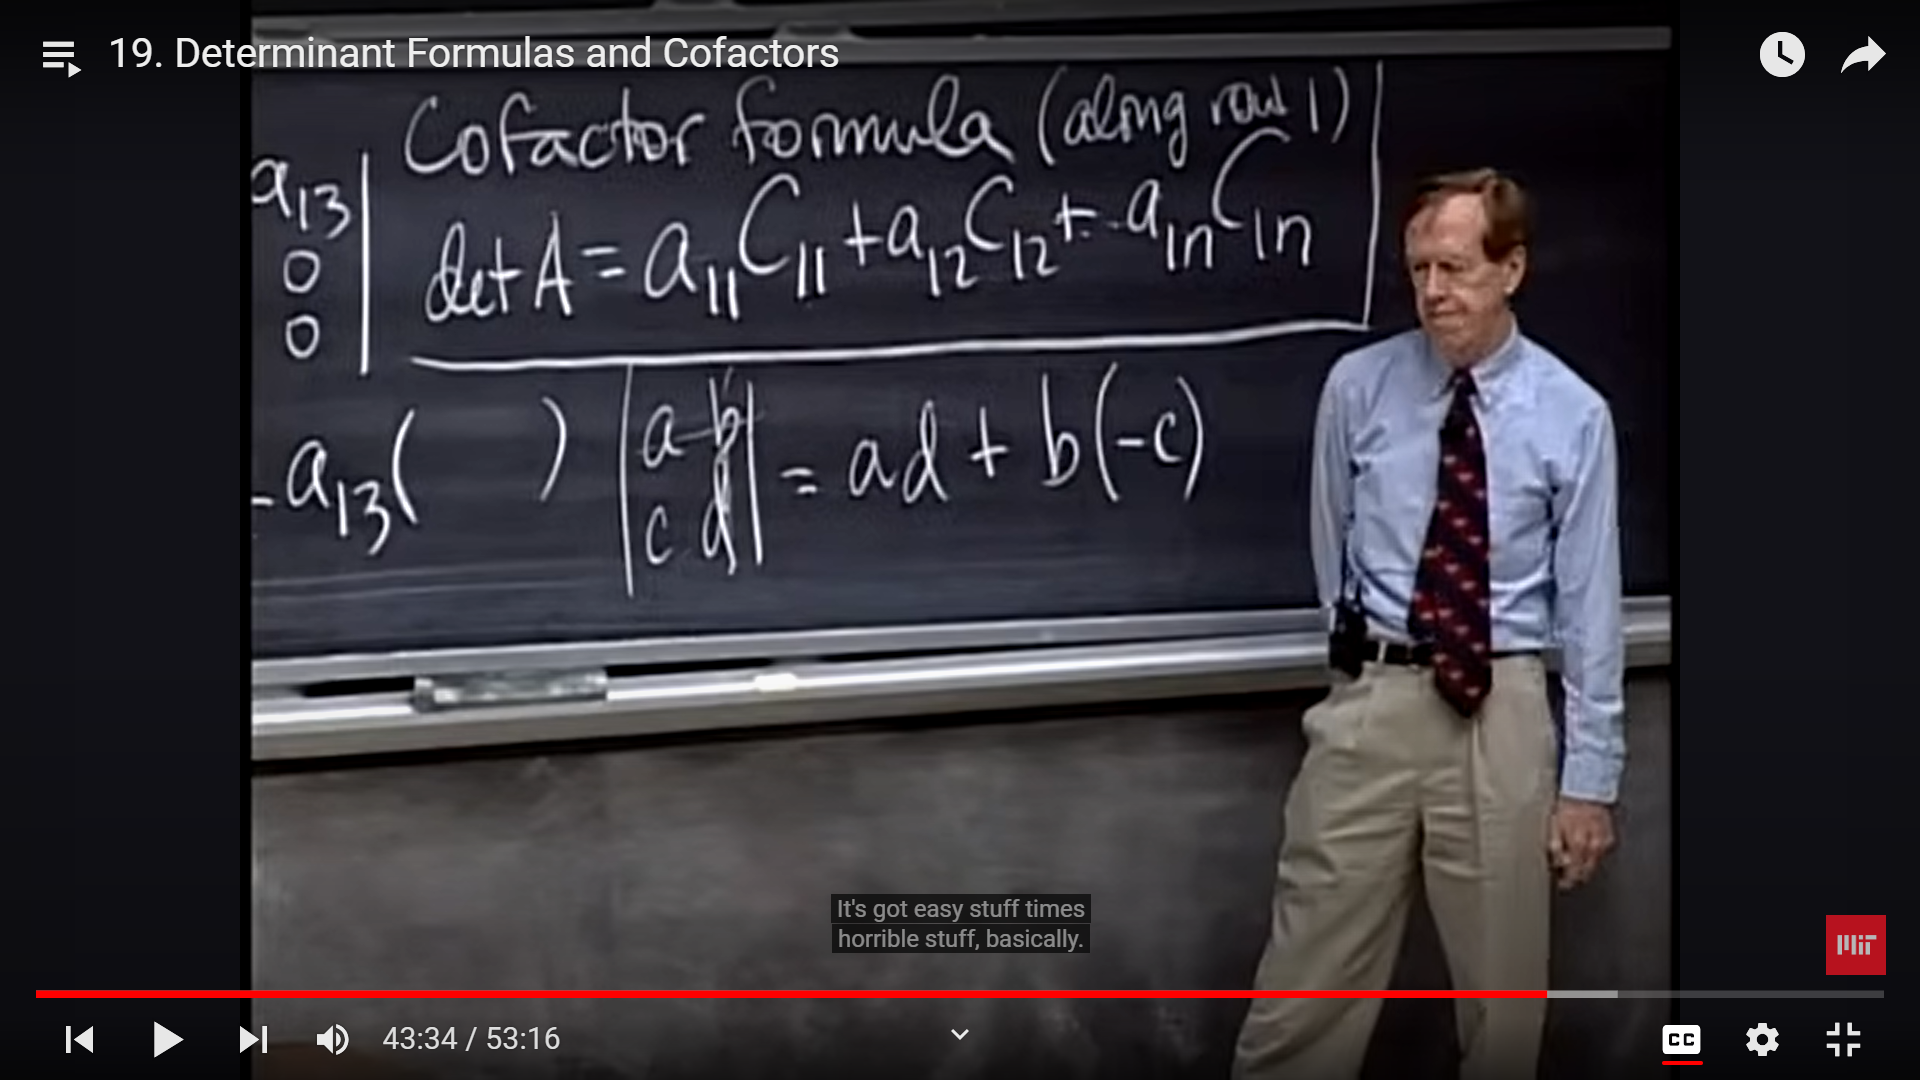 19. Determinant Formulas and Cofactors
Cofactor formula (along row 1)
a13
0
0
det A = a11C11 + a12C12 + -- a1nC1n
- a13( )
a b
c d
= ad + b(-c)
It's got easy stuff times
horrible stuff, basically.
MiT
43:34 / 53:16
CC